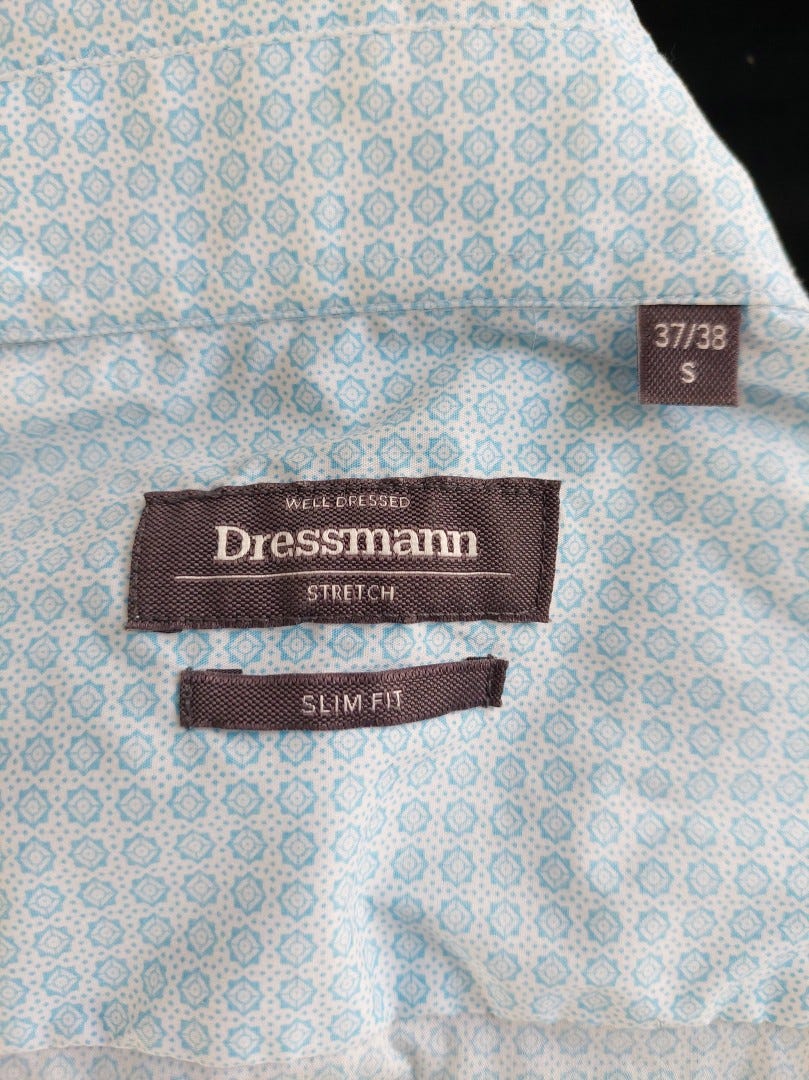 37/38
S
WELL DRESSED
Dressmann
STRETCH
SLIM FIT